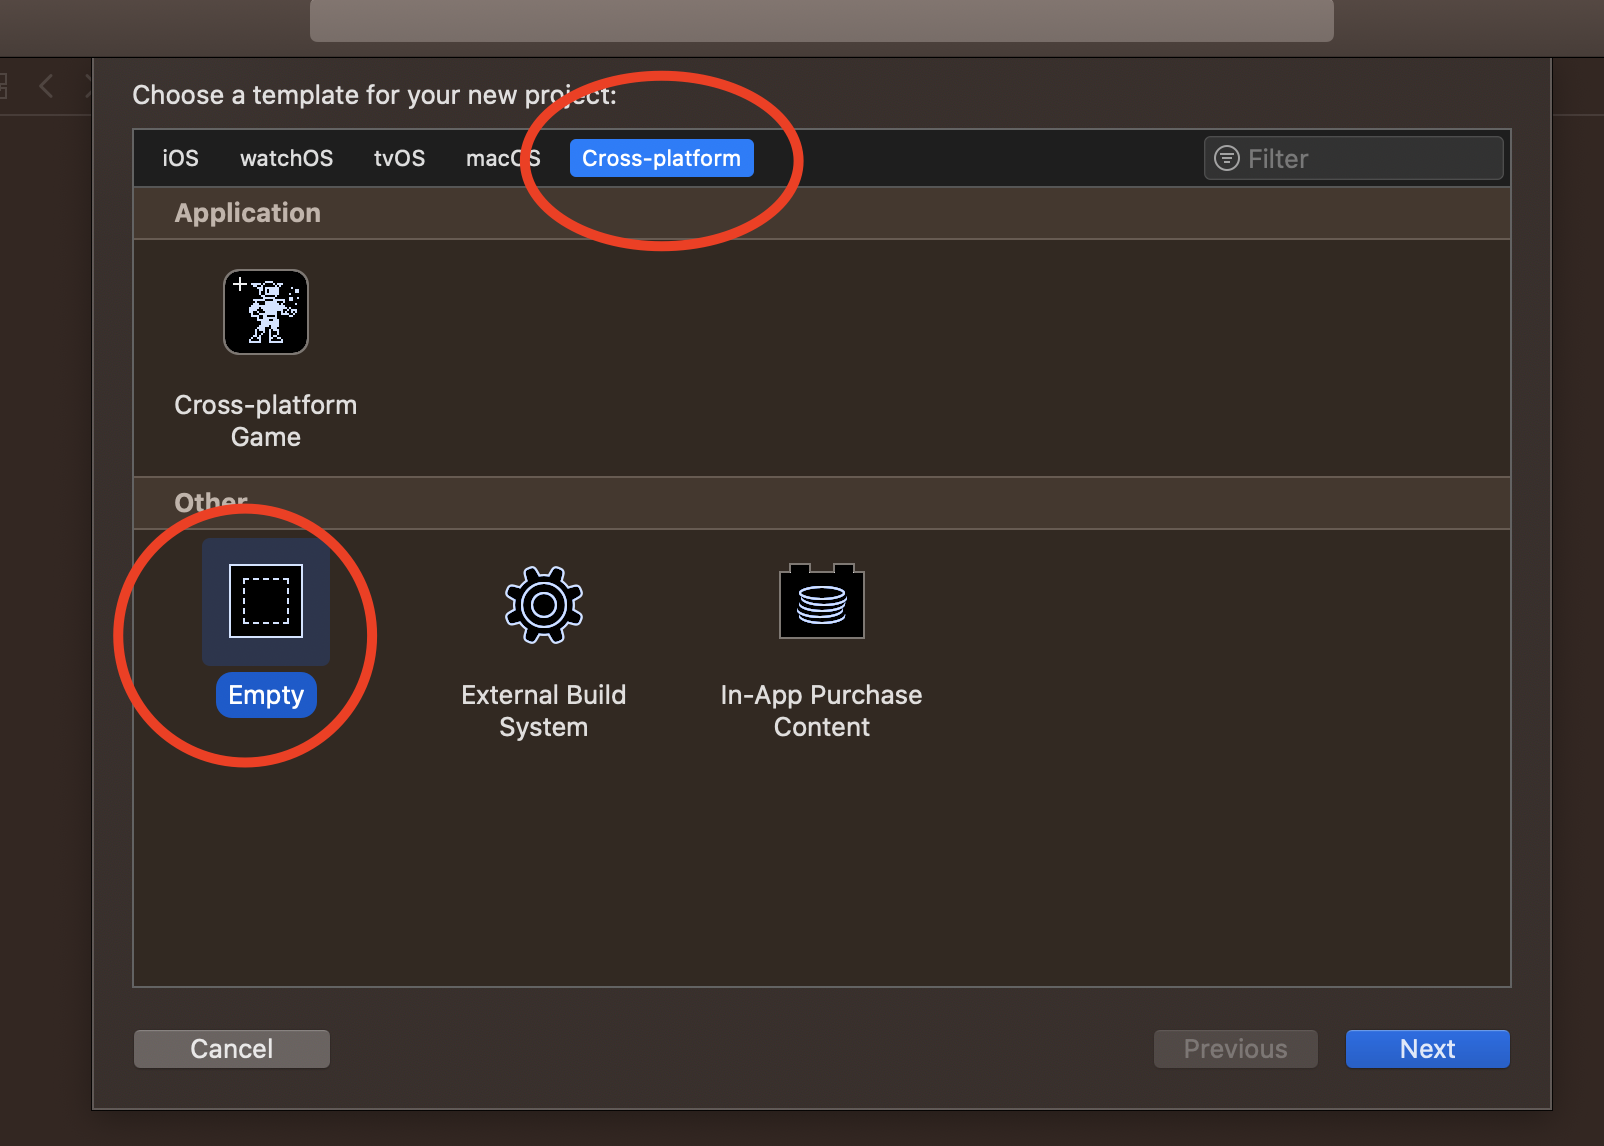 Choose a template for your new project:
iOS watchOS tvOS macOS Cross-platform Filter
Application
Cross-platform
Game
Other
Empty External Build In-App Purchase
System Content
Cancel Previous Next